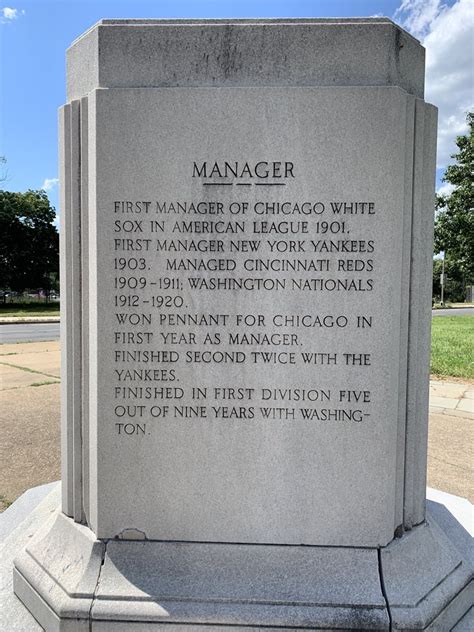 MANAGER
FIRST MANAGER OF CHICAGO WHITE
SOX IN AMERICAN LEAGUE 1901.
FIRST MANAGER NEW YORK YANKEES
1903. MANAGED CINCINNATI REDS
1909-1911; WASHINGTON NATIONALS
1912-1920.
WON PENNANT FOR CHICAGO IN
FIRST YEAR AS MANAGER.
FINISHED SECOND TWICE WITH THE
YANKEES.
FINISHED IN FIRST DIVISION FIVE
OUT OF NINE YEARS WITH WASHING-
TON.